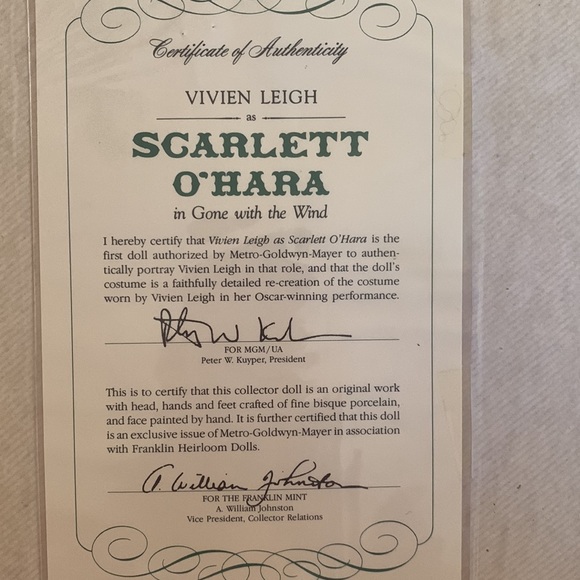 Certificate of Authenticity
VIVIEN LEIGH
as
SCARLETT
O'HARA
in Gone with the Wind
I hereby certify that Vivien Leigh as Scarlett O'Hara is the
first doll authorized by Metro-Goldwyn-Mayer to authen-
tically portray Vivien Leigh in that role, and that the doll's
costume is a faithfully detailed re-creation of the costume
worn by Vivien Leigh in her Oscar-winning performance.
FOR MGM/UA
Peter W. Kuyper, President
This is to certify that this collector doll is an original work
with head, hands and feet crafted of fine bisque porcelain,
and face painted by hand. It is further certified that this doll
is an exclusive issue of Metro-Goldwyn-Mayer in association
with Franklin Heirloom Dolls.
A. William Johnston
FOR THE FRANKLIN MINT
A. William Johnston
Vice President, Collector Relations